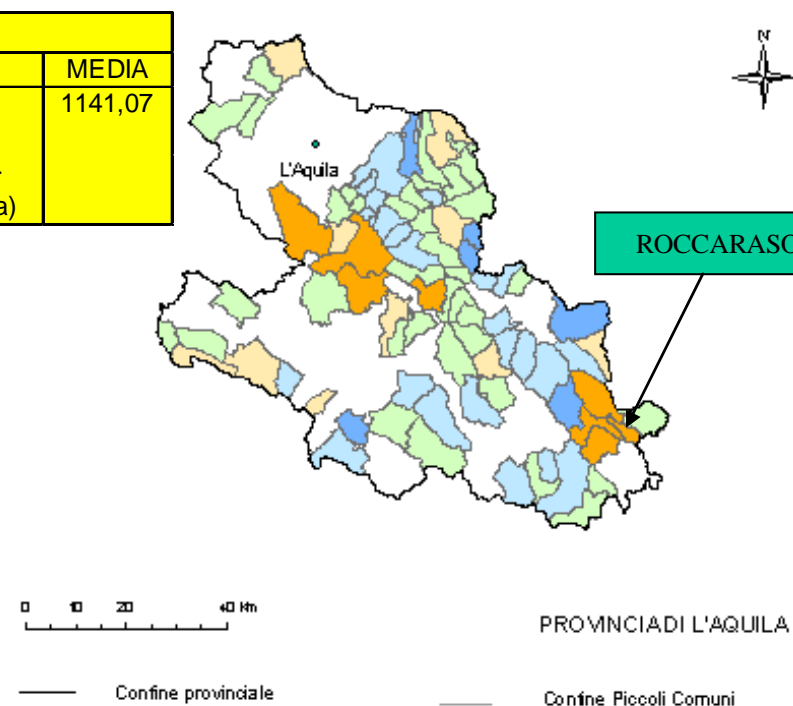 MEDIA
1141,07
a)
N
L'Aquila
ROCCARASO
0 10 20 40 Km
PROVINCIA DI L'AQUILA
Confine provinciale
Confine Piccoli Comuni